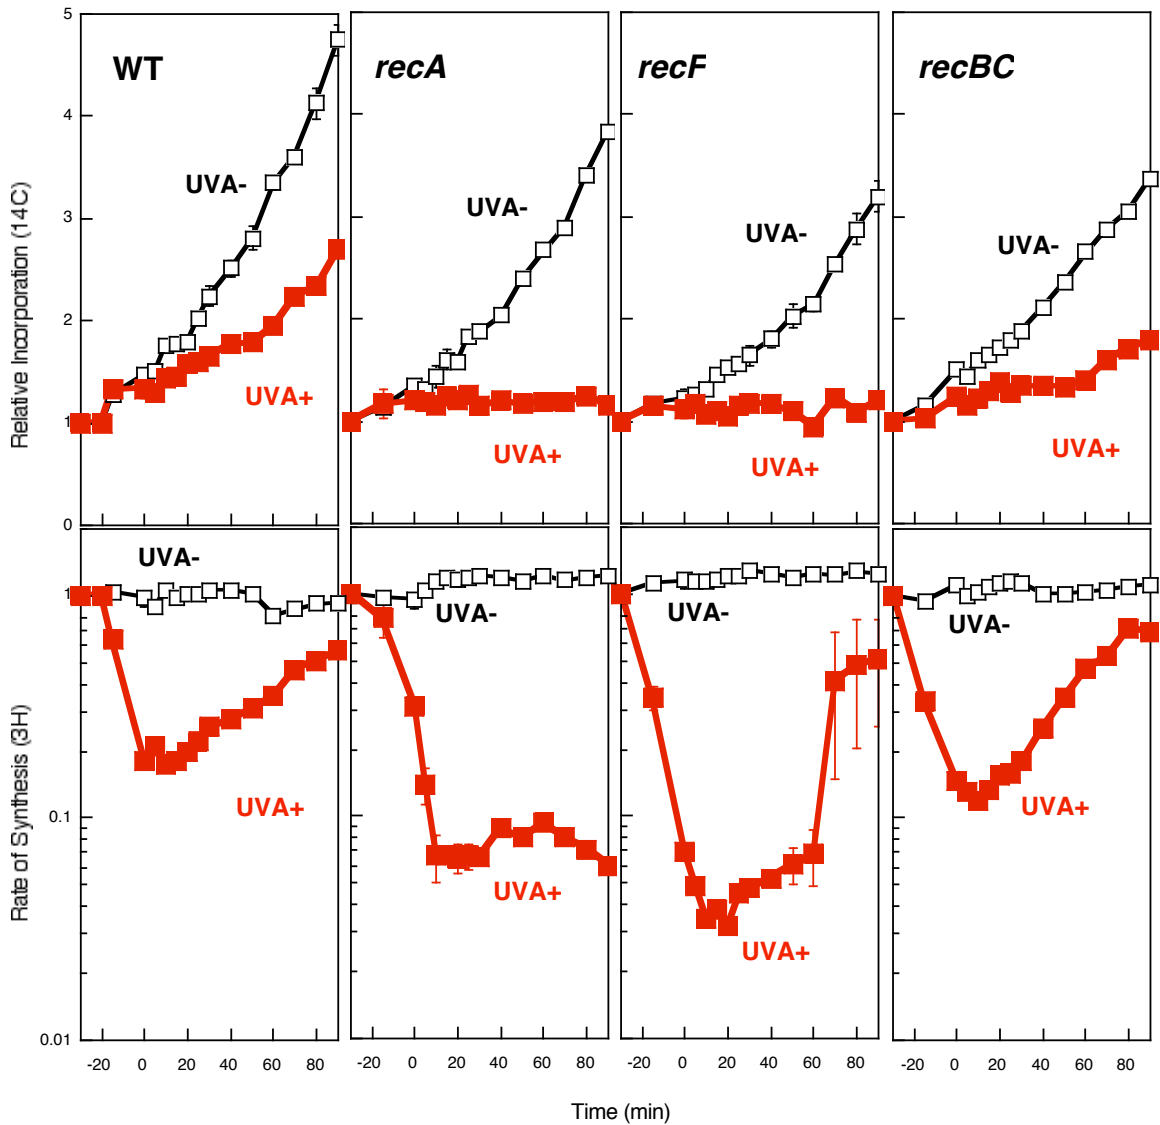 5
4
3
2
1
0
Relative Incorporation (14C)
WT
UVA-
UVA+
recA
UVA-
UVA+
recF
UVA-
UVA+
recBC
UVA-
UVA+
1
0.1
0.01
Rate of Synthesis (3H)
UVA-
UVA+
UVA-
UVA+
UVA-
UVA+
UVA-
UVA+
-20 0 20 40 60 80
-20 0 20 40 60 80
-20 0 20 40 60 80
-20 0 20 40 60 80
Time (min)